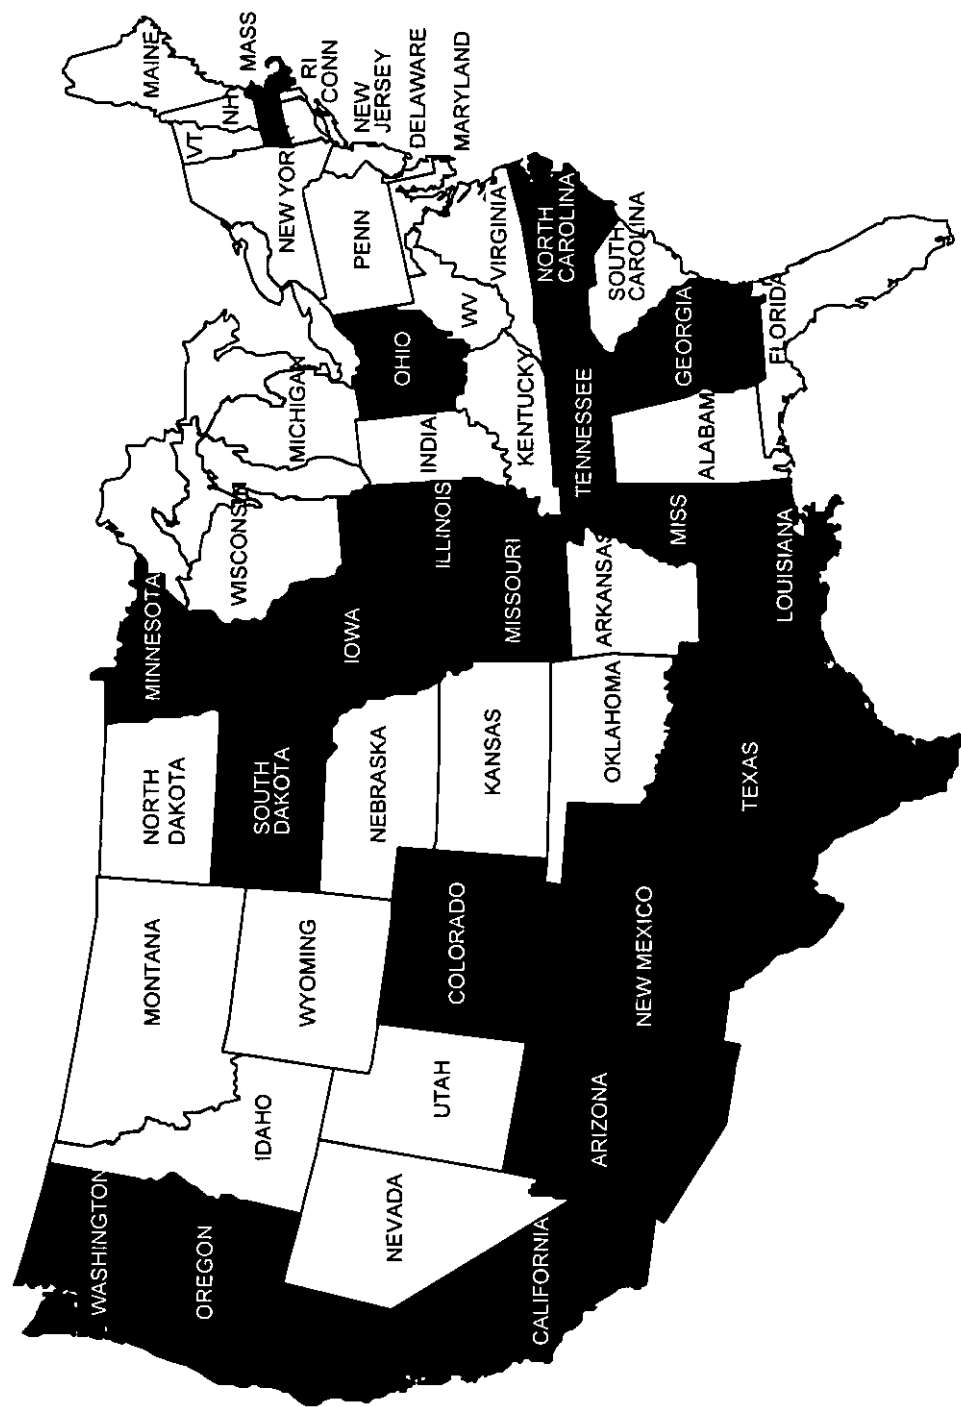 WASHINGTON
OREGON
CALIFORNIA
NEVADA
IDAHO
MONTANA
WYOMING
UTAH
ARIZONA
COLORADO
NEW MEXICO
NORTH
DAKOTA
SOUTH
DAKOTA
NEBRASKA
KANSAS
OKLAHOMA
TEXAS
MINNESOTA
IOWA
MISSOURI
ARKANSAS
LOUISIANA
WISCONSIN
ILLINOIS
MISS
MICHIGAN
INDIA
KENTUCKY
TENNESSEE
ALABAM
OHIO
WV
GEORGIA
FLORIDA
PENN
VIRGINIA
NORTH
CAROLINA
SOUTH
CAROLINA
NEW YOR
VT
NH
MAINE
MASS
RI
CONN
NEW
JERSEY
DELAWARE
MARYLAND